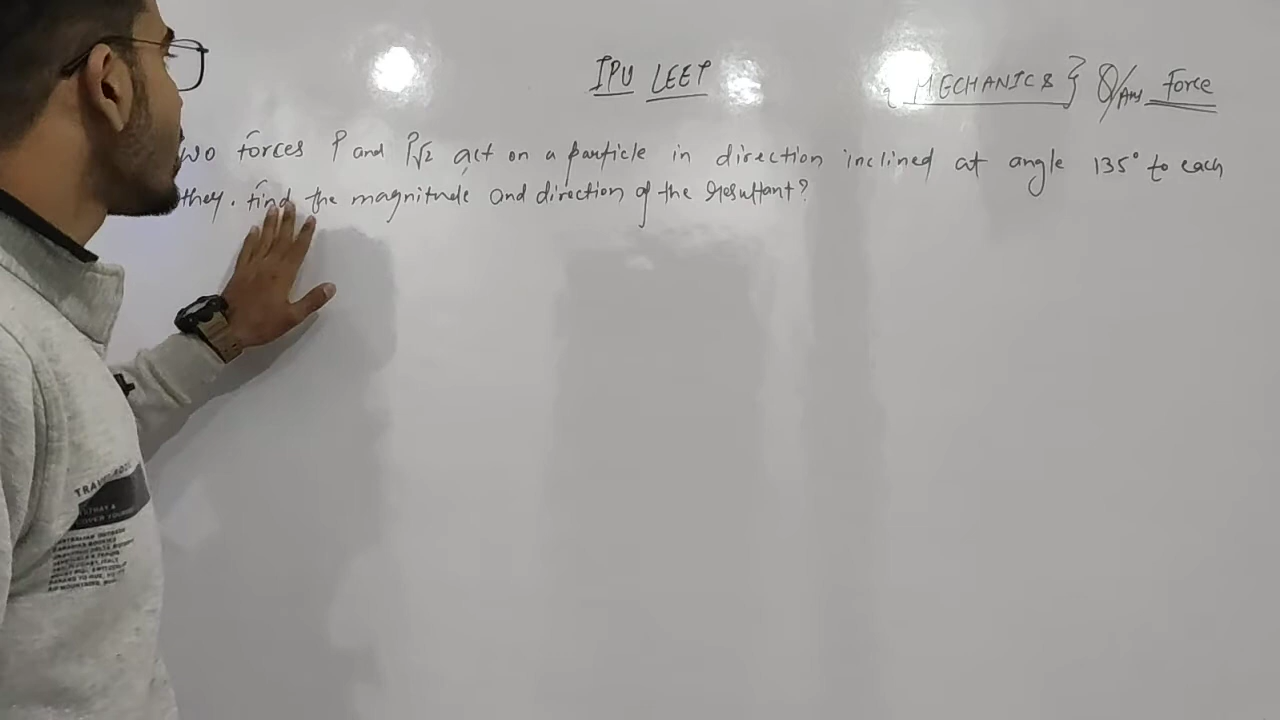 IPU LEET
MECHANICS } Q/Ans Force
wo forces P and P√2 act on a particle in direction inclined at angle 135° to each
ther. find the magnitude and direction of the resultant?